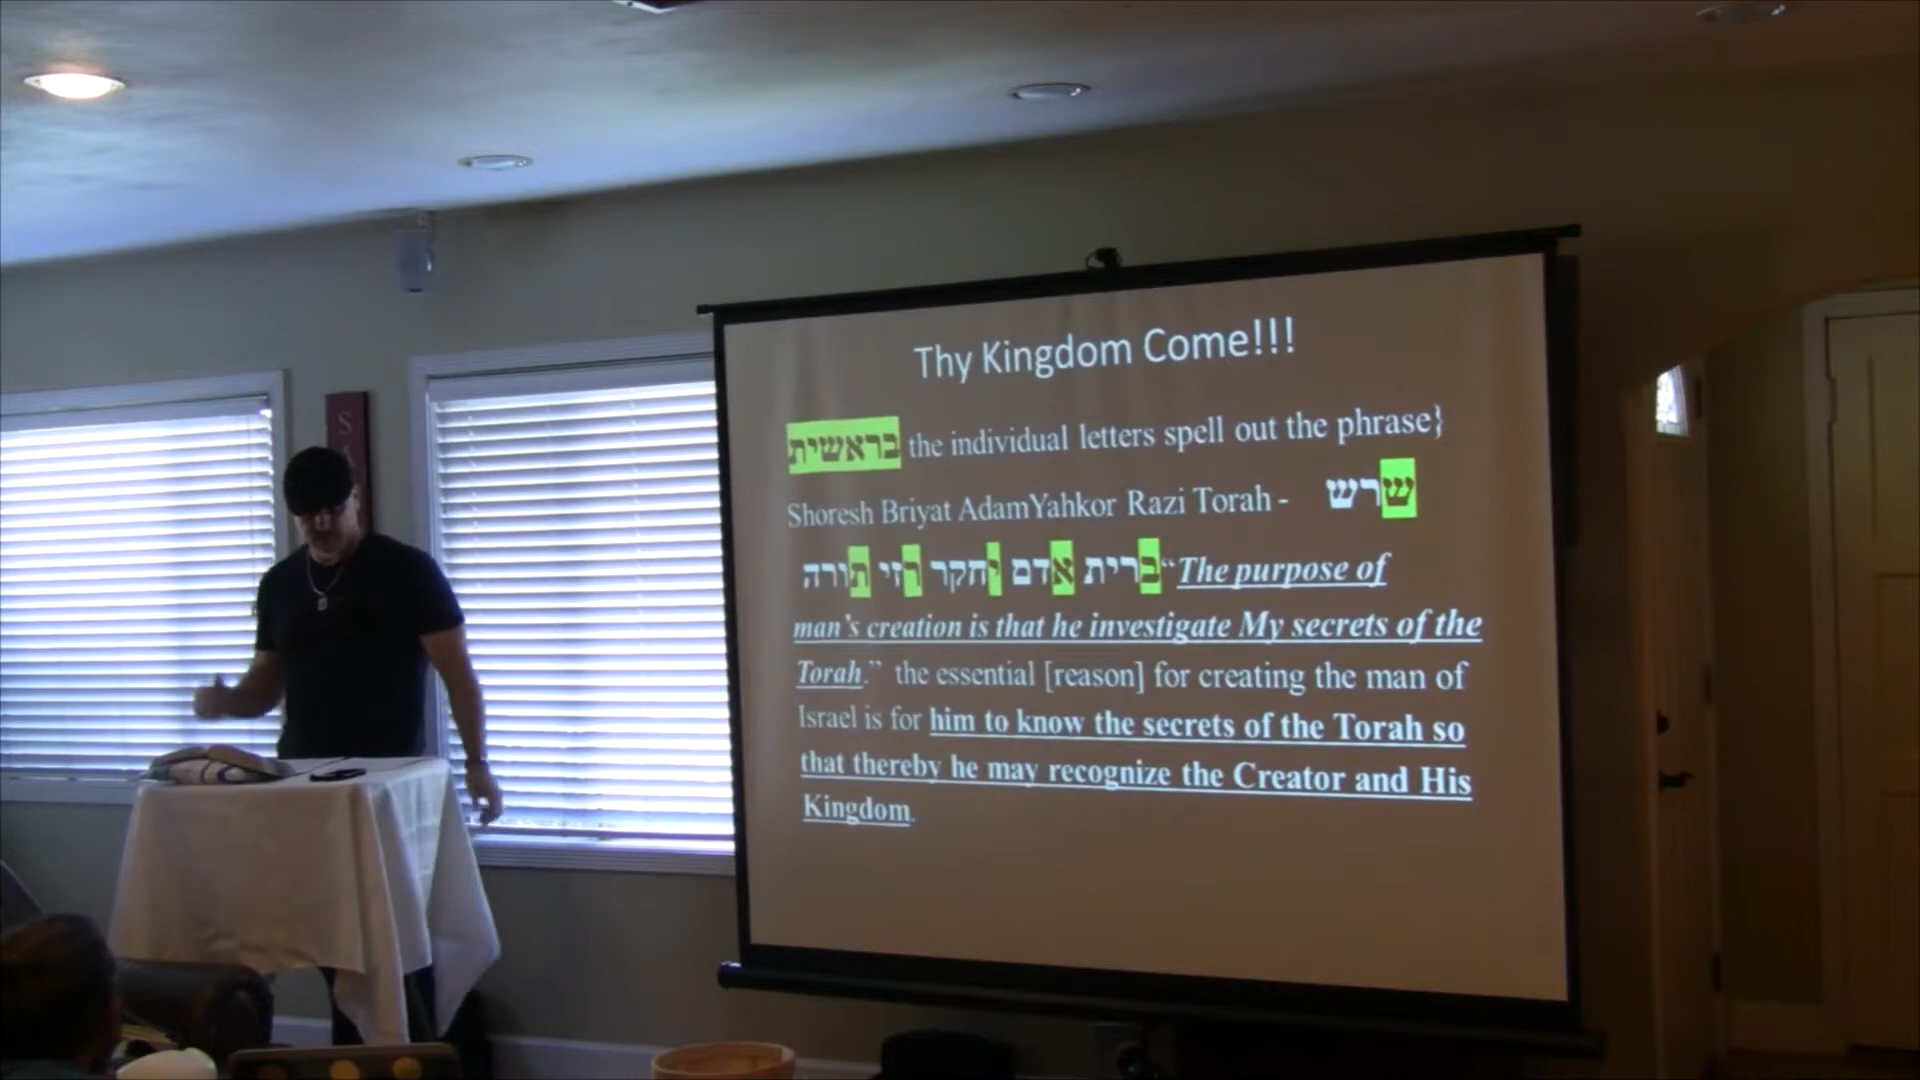 Thy Kingdom Come!!!
בראשית the individual letters spell out the phrase}
Shoresh Briyat AdamYahkor Razi Torah - שרש
ברית אדם יחקר רזי תורה “The purpose of
man’s creation is that he investigate My secrets of the
Torah.” the essential [reason] for creating the man of
Israel is for him to know the secrets of the Torah so
that thereby he may recognize the Creator and His
Kingdom.